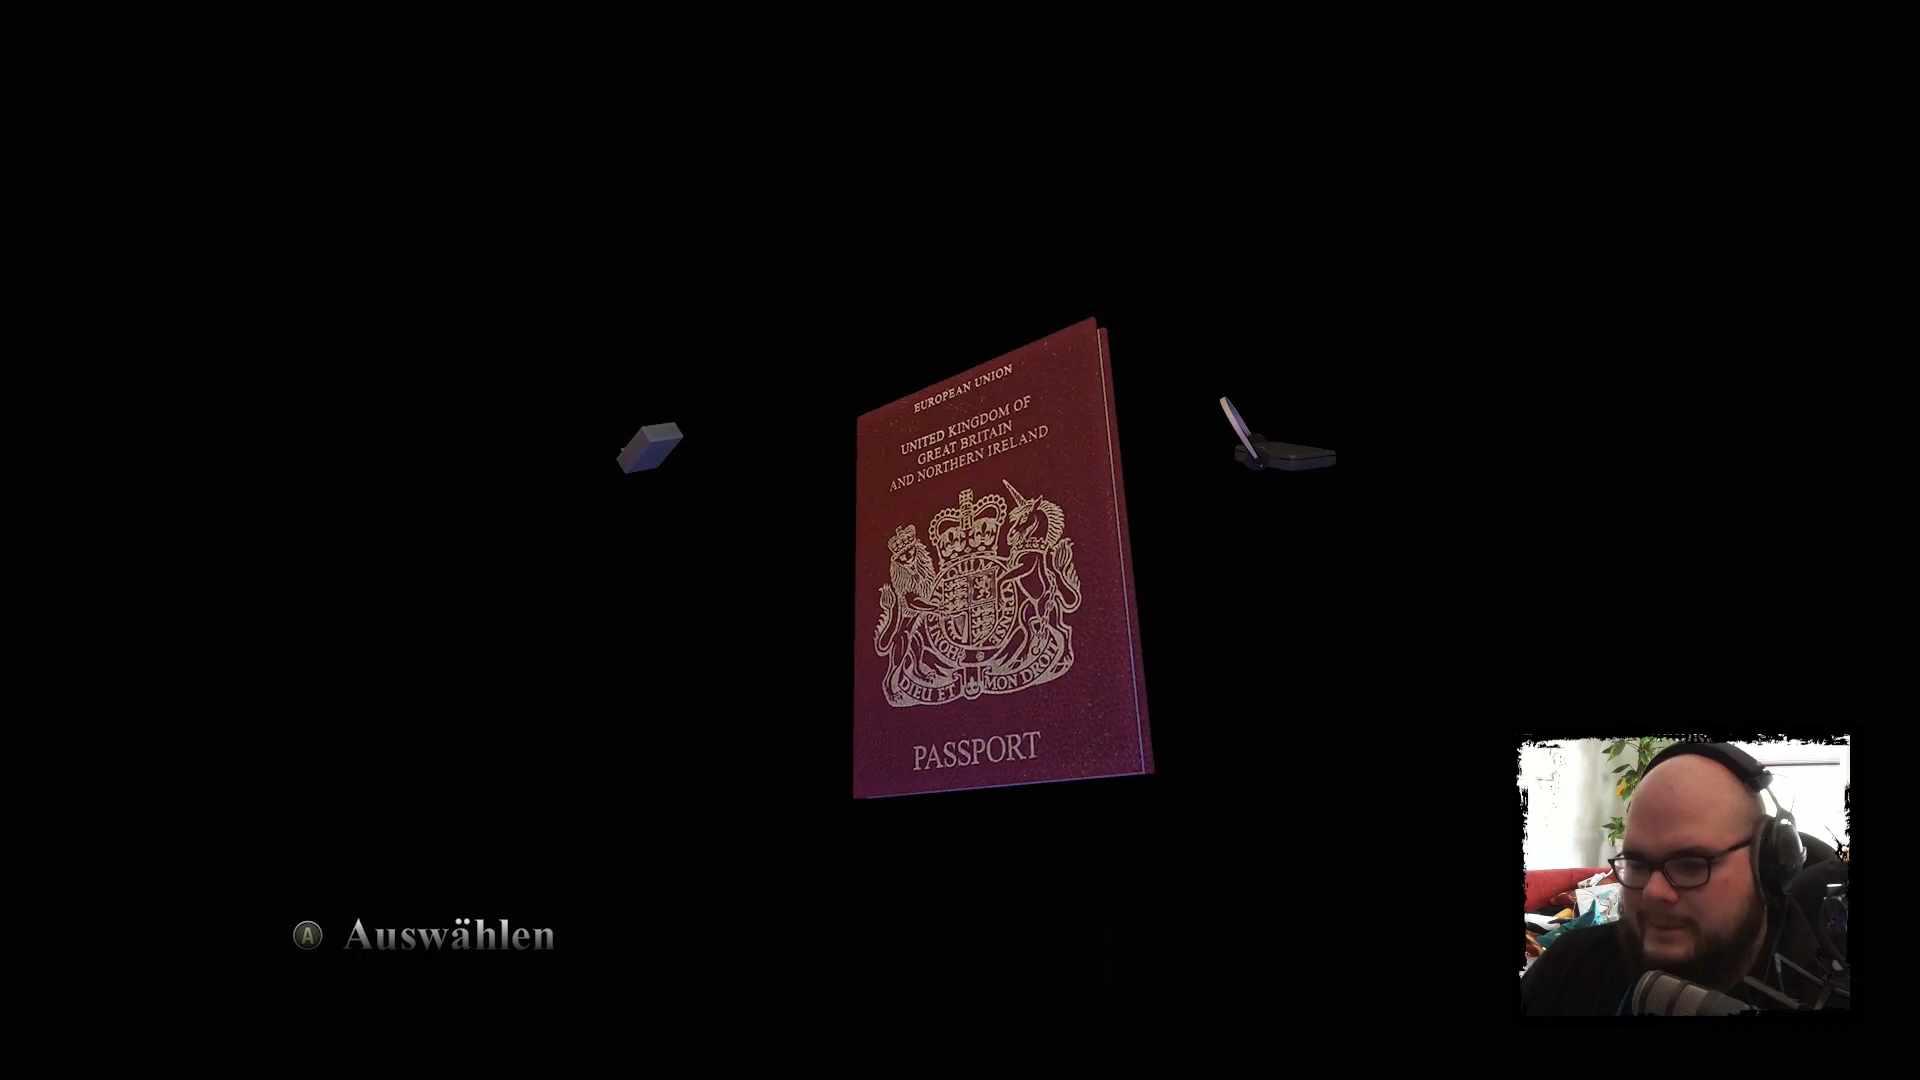 EUROPEAN UNION
UNITED KINGDOM OF
GREAT BRITAIN
AND NORTHERN IRELAND
DIEU ET MON DROIT
PASSPORT
A Auswählen